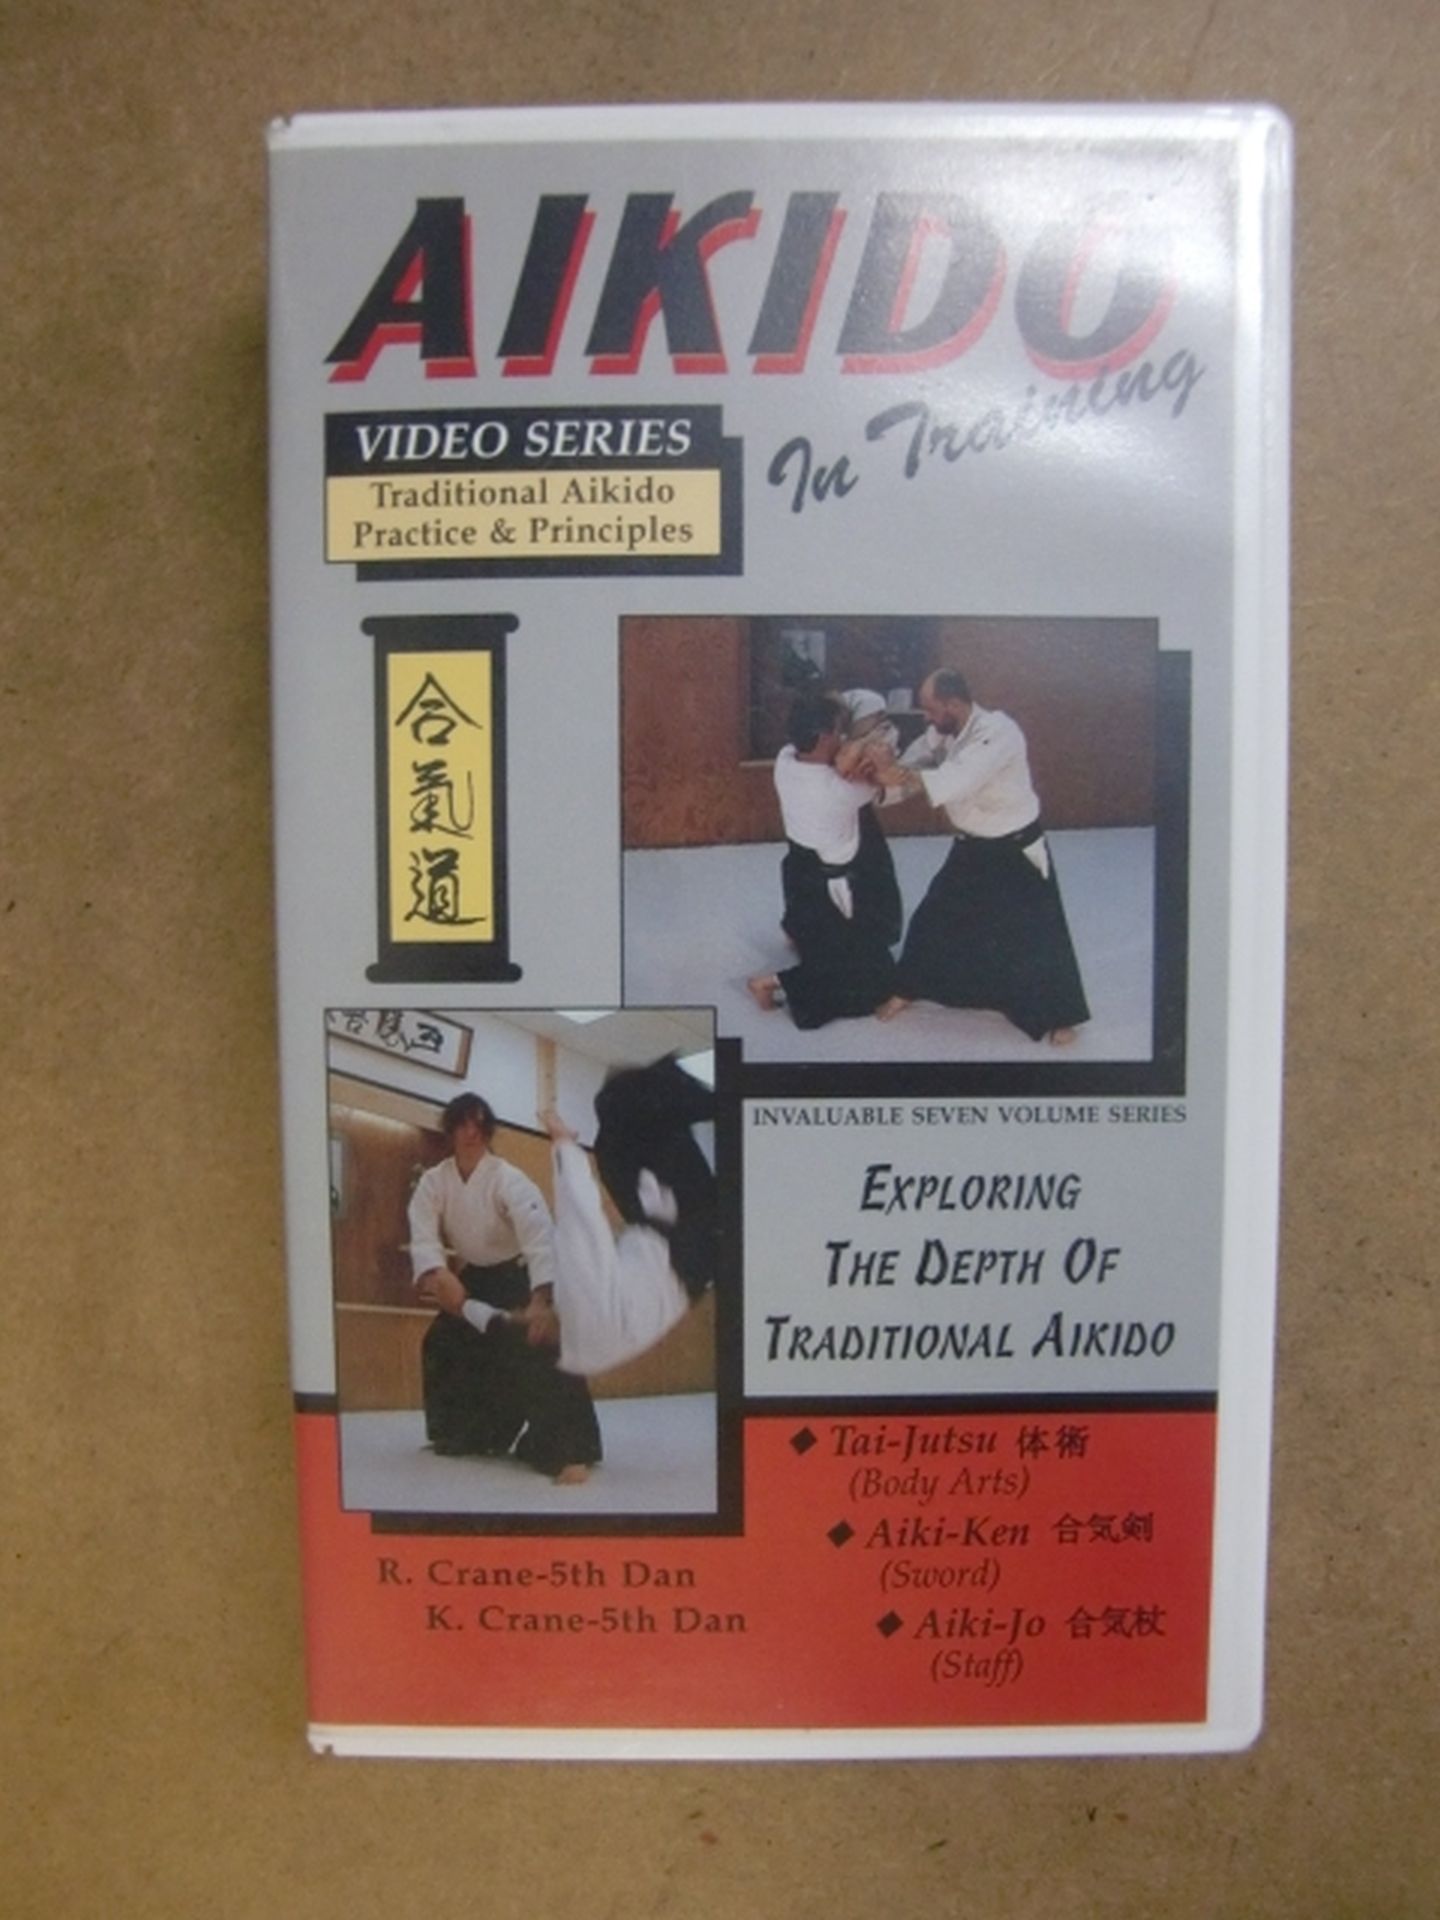 AIKIDO
In Training
VIDEO SERIES
Traditional Aikido
Practice & Principles
合
氣
道
INVALUABLE SEVEN VOLUME SERIES
EXPLORING
THE DEPTH OF
TRADITIONAL AIKIDO
◆ Tai-Jutsu 体術
(Body Arts)
◆ Aiki-Ken 合気剣
(Sword)
◆ Aiki-Jo 合気杖
(Staff)
R. Crane-5th Dan
K. Crane-5th Dan